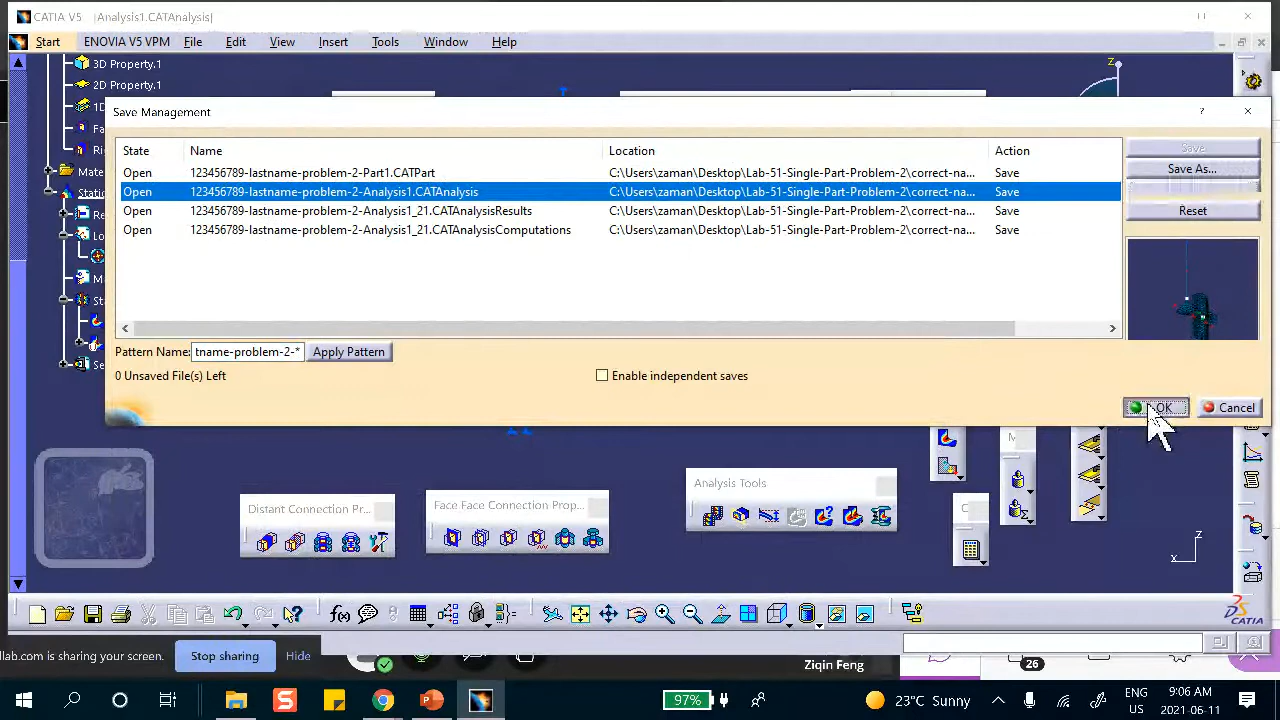 CATIA V5 [Analysis1.CATAnalysis]
Start ENOVIA V5 VPM File Edit View Insert Tools Window Help
3D Property.1
2D Property.1
Save Management
State Name Location Action
Open 123456789-lastname-problem-2-Part1.CATPart C:\Users\zaman\Desktop\Lab-51-Single-Part-Problem-2\correct-na... Save
Open 123456789-lastname-problem-2-Analysis1.CATAnalysis C:\Users\zaman\Desktop\Lab-51-Single-Part-Problem-2\correct-na... Save
Open 123456789-lastname-problem-2-Analysis1_21.CATAnalysisResults C:\Users\zaman\Desktop\Lab-51-Single-Part-Problem-2\correct-na... Save
Open 123456789-lastname-problem-2-Analysis1_21.CATAnalysisComputations C:\Users\zaman\Desktop\Lab-51-Single-Part-Problem-2\correct-na... Save
Save
Save As...
Reset
Pattern Name: tname-problem-2-* Apply Pattern
0 Unsaved File(s) Left
Enable independent saves
OK Cancel
Analysis Tools
Distant Connection Pr...
Face Face Connection Prop...
z
x
f(x)
CATIA
llab.com is sharing your screen. Stop sharing Hide
Ziqin Feng
26
97%
23°C Sunny
ENG
US
9:06 AM
2021-06-11